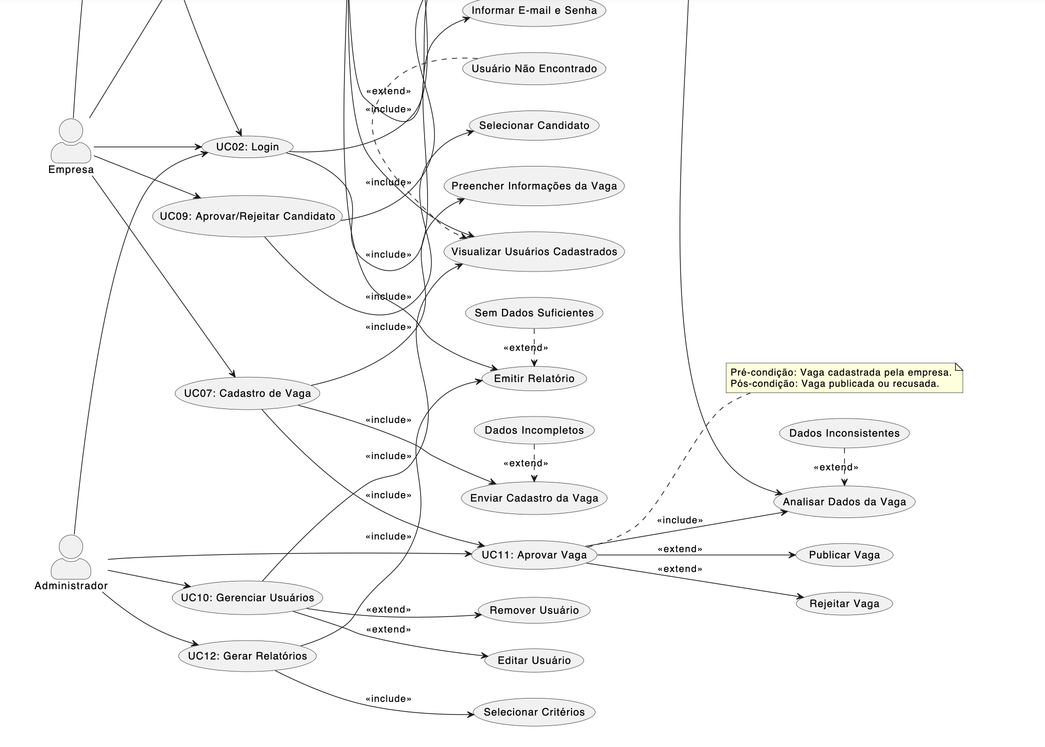 Informar E-mail e Senha
Usuário Não Encontrado
«extend»
«include»
Selecionar Candidato
Empresa
UC02: Login
«include»
Preencher Informações da Vaga
UC09: Aprovar/Rejeitar Candidato
«include»
Visualizar Usuários Cadastrados
«include»
Sem Dados Suficientes
«include»
«extend»
Pré-condição: Vaga cadastrada pela empresa.
Pós-condição: Vaga publicada ou recusada.
Emitir Relatório
UC07: Cadastro de Vaga
«include»
Dados Incompletos
Dados Inconsistentes
«include»
«extend»
«extend»
«include»
Enviar Cadastro da Vaga
Analisar Dados da Vaga
«include»
«include»
UC11: Aprovar Vaga
«extend»
Publicar Vaga
«extend»
Administrador
UC10: Gerenciar Usuários
Rejeitar Vaga
«extend»
Remover Usuário
«extend»
UC12: Gerar Relatórios
Editar Usuário
«include»
Selecionar Critérios